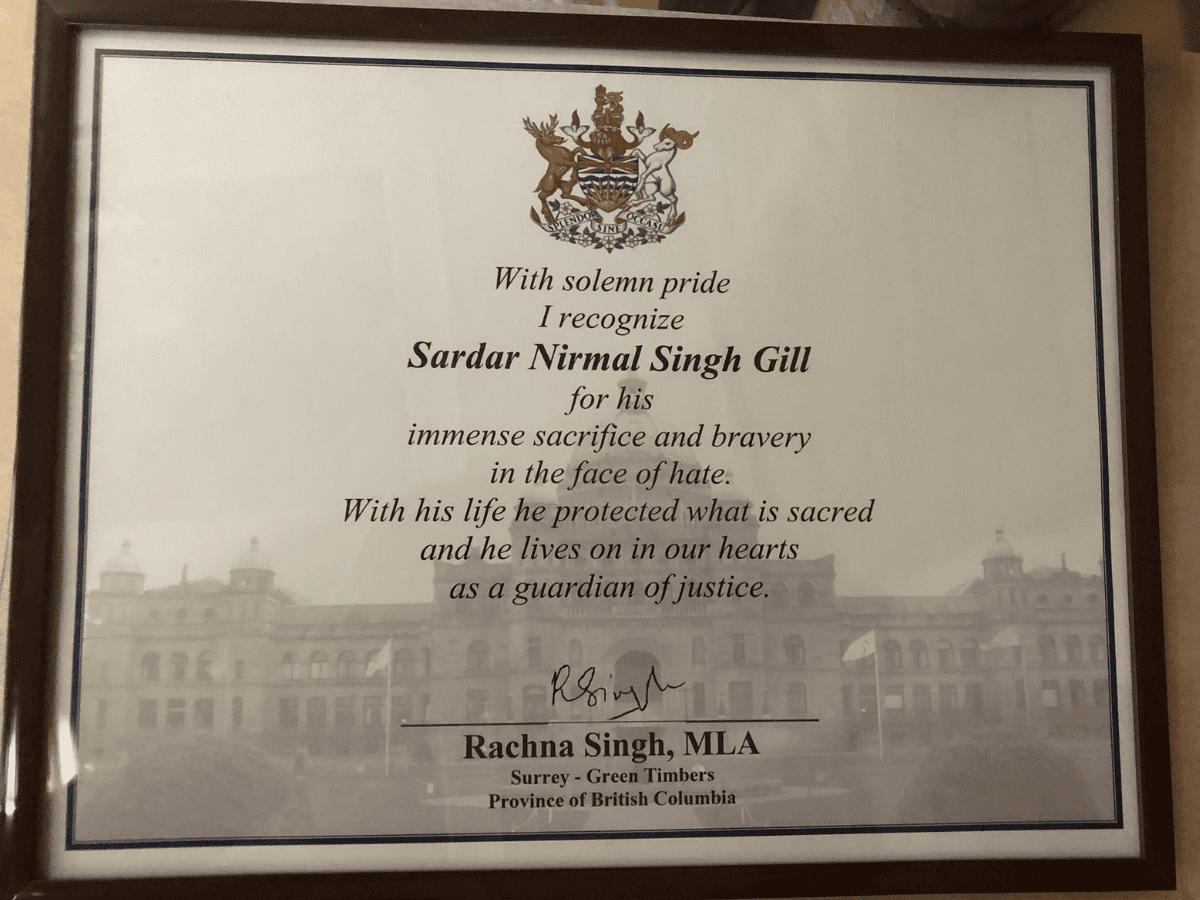 SPLENDOR SINE OCCASU
With solemn pride
I recognize
Sardar Nirmal Singh Gill
for his
immense sacrifice and bravery
in the face of hate.
With his life he protected what is sacred
and he lives on in our hearts
as a guardian of justice.
RSingh
Rachna Singh, MLA
Surrey - Green Timbers
Province of British Columbia